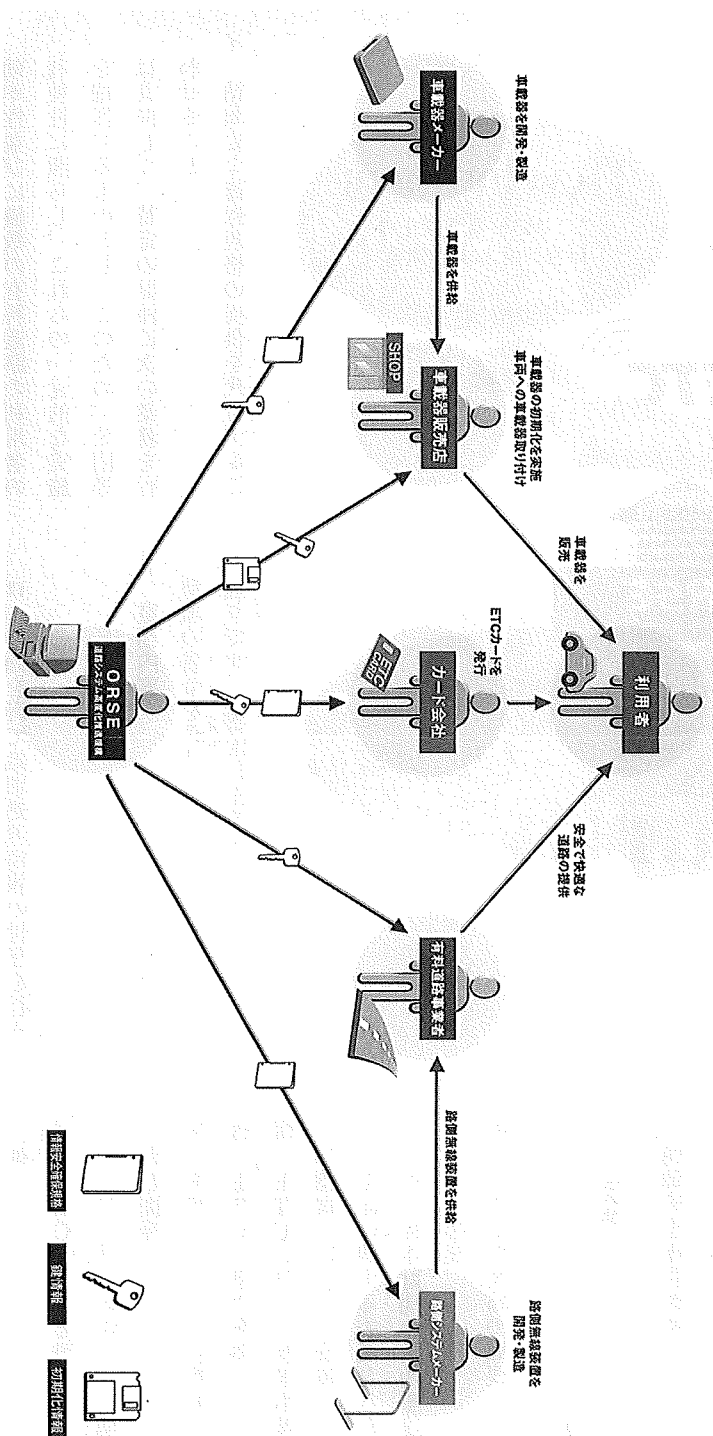 利用者
車載器を
販売
ETCカードを
発行
安全で快適な
道路の提供
車載器を開発・製造
車載器メーカー
車載器を供給
車載器の初期化を実施
車両への車載器取り付け
SHOP
車載器販売店
ETC
CARD
カード会社
有料道路事業者
路側無線装置を供給
路側無線装置を
開発・製造
路側システムメーカー
ORSE
道路システム高度化推進機構
情報安全確保規格
鍵情報
初期化情報